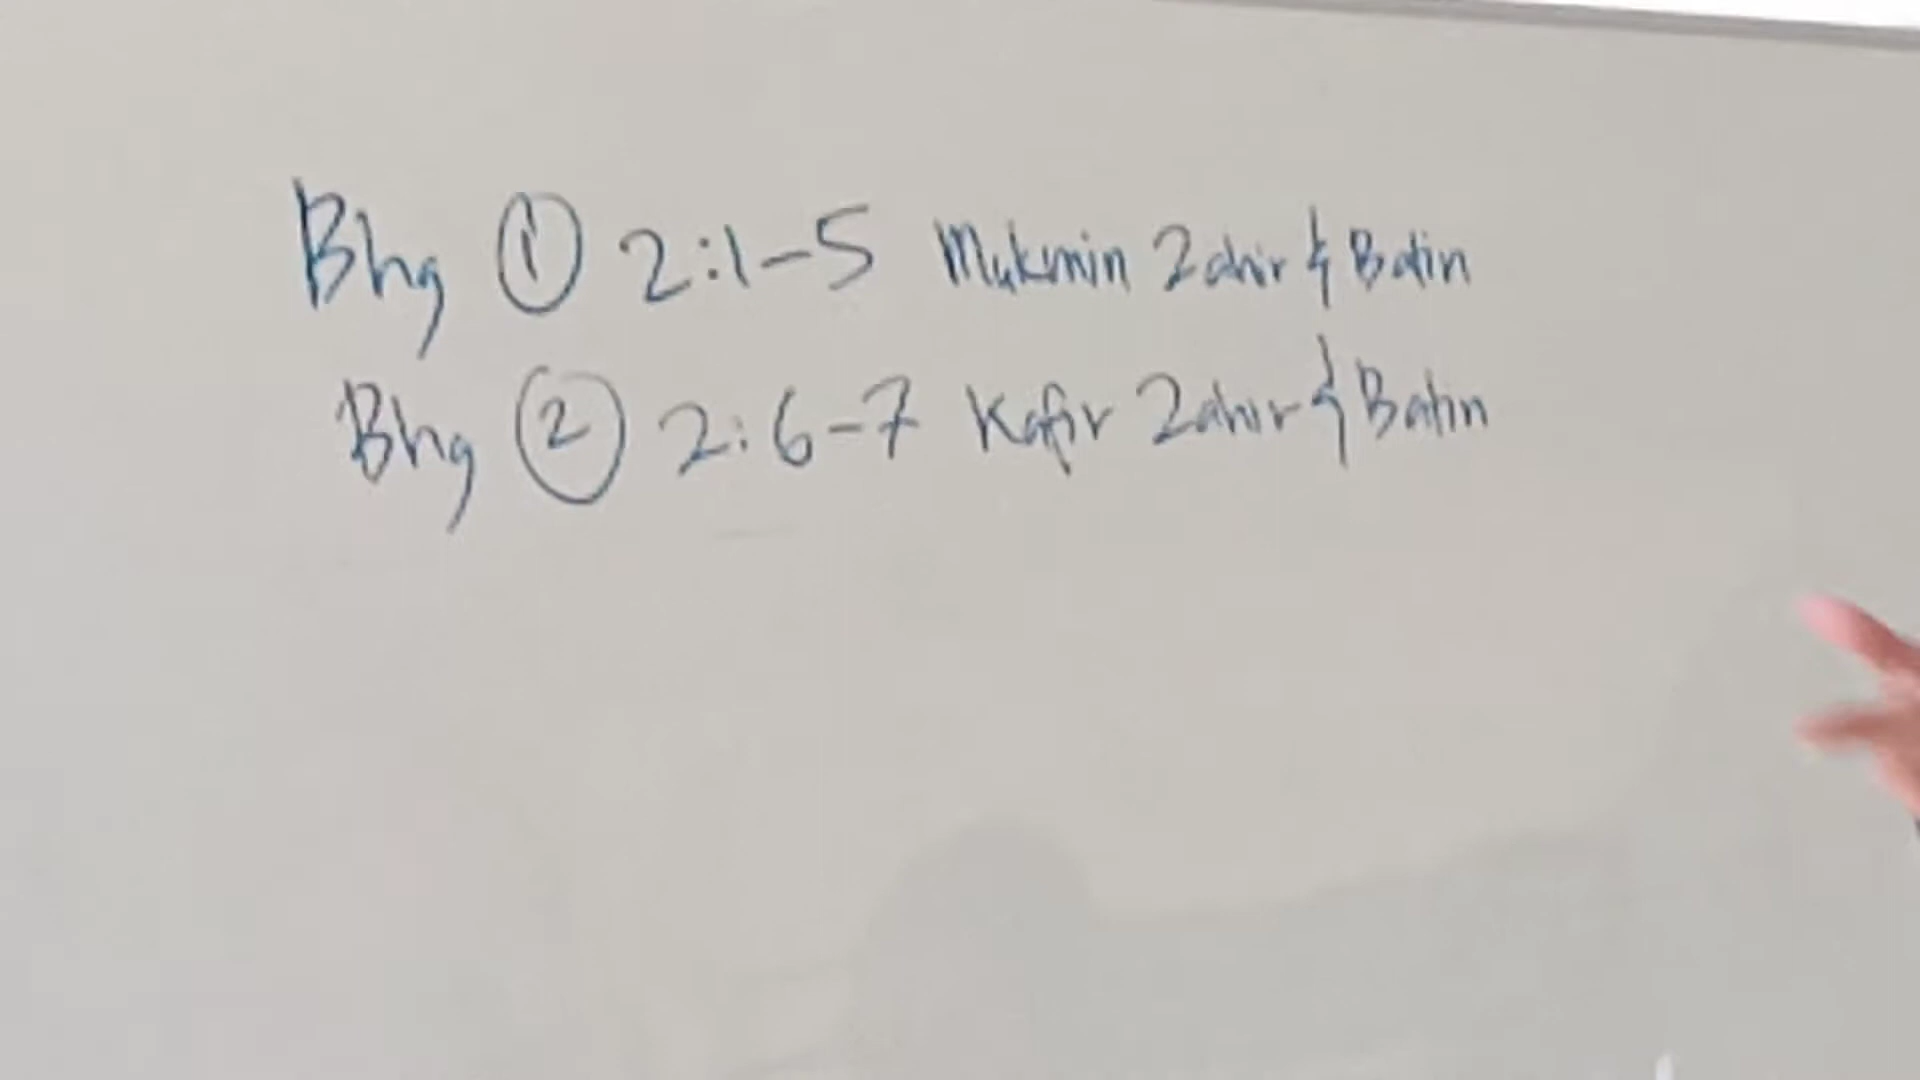 Bhg ① 2:1-5 Mukmin Zahir & Batin
Bhg ② 2:6-7 Kafir Zahir & Batin